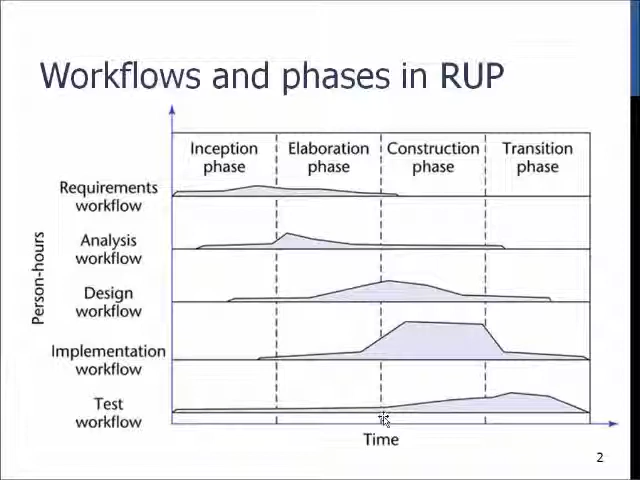 Workflows and phases in RUP
Inception
phase
Elaboration
phase
Construction
phase
Transition
phase
Requirements
workflow
Analysis
workflow
Design
workflow
Implementation
workflow
Test
workflow
Person-hours
Time
2